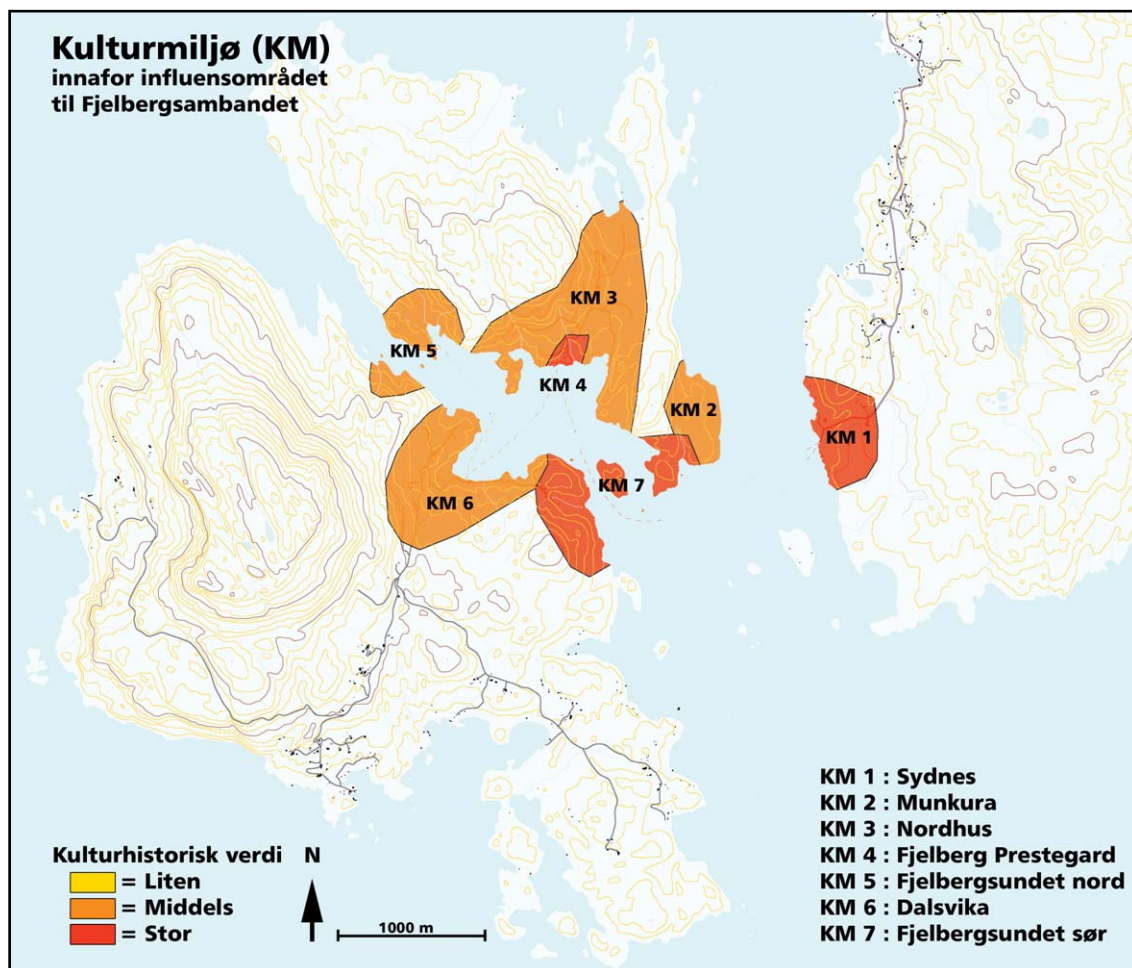 Kulturmiljø (KM)
innafor influensområdet
til Fjelbergsambandet
KM 3
KM 5
KM 4
KM 2
KM 1
KM 7
KM 6
Kulturhistorisk verdi
= Liten
= Middels
= Stor
N
1000 m
KM 1 : Sydnes
KM 2 : Munkura
KM 3 : Nordhus
KM 4 : Fjelberg Prestegard
KM 5 : Fjelbergsundet nord
KM 6 : Dalsvika
KM 7 : Fjelbergsundet sør